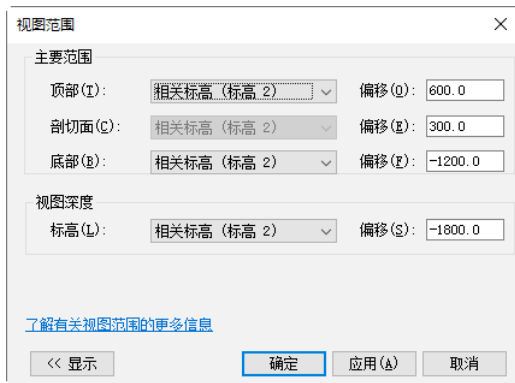 视图范围
主要范围
顶部(T): 相关标高 (标高 2) 偏移(O): 600.0
剖切面(C): 相关标高 (标高 2) 偏移(E): 300.0
底部(B): 相关标高 (标高 2) 偏移(F): -1200.0
视图深度
标高(L): 相关标高 (标高 2) 偏移(S): -1800.0
了解有关视图范围的更多信息
<< 显示 确定 应用(A) 取消